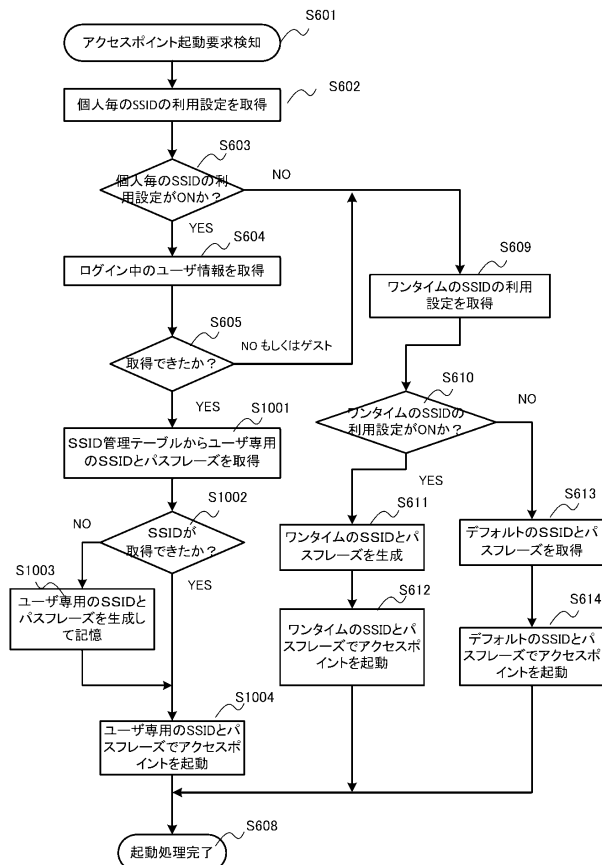 S601
アクセスポイント起動要求検知
S602
個人毎のSSIDの利用設定を取得
S603
個人毎のSSIDの利
用設定がONか？
NO
YES
S604
ログイン中のユーザ情報を取得
S605
取得できたか？
NO もしくはゲスト
YES
S1001
SSID管理テーブルからユーザ専用
のSSIDとパスフレーズを取得
S1002
SSIDが
取得できたか？
NO
YES
S1003
ユーザ専用のSSIDと
パスフレーズを生成し
て記憶
S1004
ユーザ専用のSSIDとパ
スフレーズでアクセスポ
イントを起動
S609
ワンタイムのSSIDの利用
設定を取得
S610
ワンタイムのSSIDの
利用設定がONか？
NO
YES
S611
ワンタイムのSSIDとパ
スフレーズを生成
S612
ワンタイムのSSIDとパ
スフレーズでアクセスポ
イントを起動
S613
デフォルトのSSIDとパ
スフレーズを取得
S614
デフォルトのSSIDとパ
スフレーズでアクセスポ
イントを起動
S608
起動処理完了